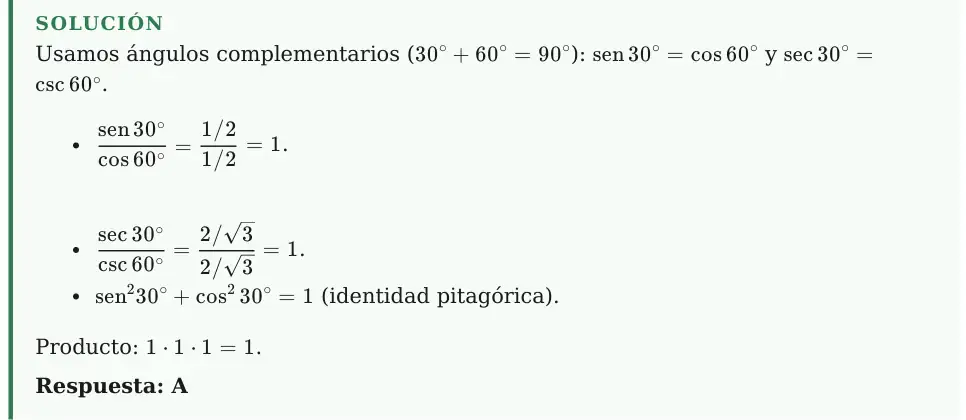 SOLUCIÓN
Usamos ángulos complementarios (30° + 60° = 90°): sen 30° = cos 60° y sec 30° =
csc 60°.
• sen 30° / cos 60° = 1/2 / 1/2 = 1.
• sec 30° / csc 60° = 2/√3 / 2/√3 = 1.
• sen²30° + cos² 30° = 1 (identidad pitagórica).
Producto: 1 · 1 · 1 = 1.
Respuesta: A